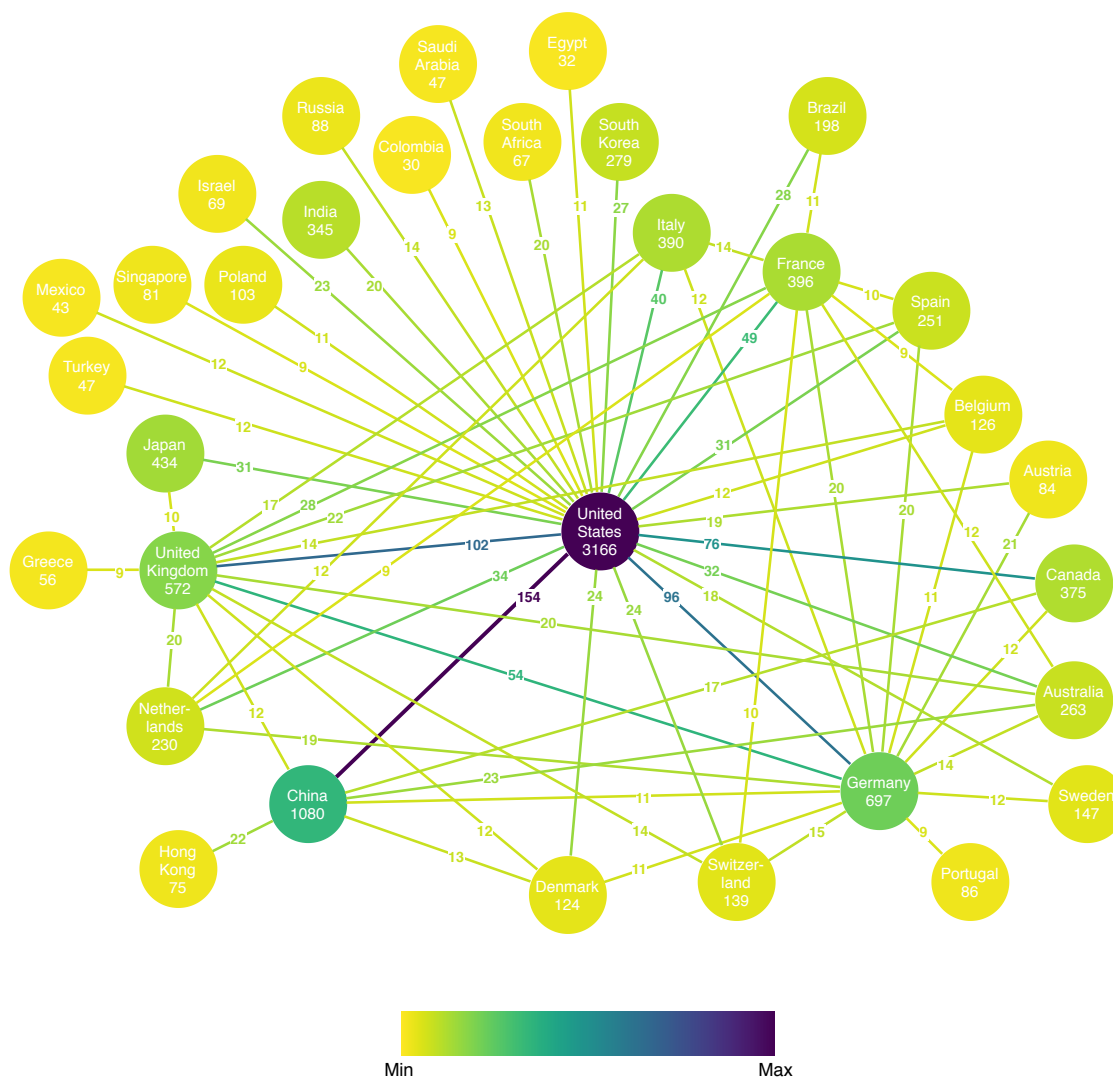 Saudi
Arabia
47
Egypt
32
Russia
88
Colombia
30
South
Africa
67
South
Korea
279
Brazil
198
Israel
69
India
345
Italy
390
France
396
Mexico
43
Singapore
81
Poland
103
Spain
251
Turkey
47
Japan
434
Belgium
126
Austria
84
United
States
3166
Greece
56
United
Kingdom
572
Canada
375
Nether-
lands
230
Australia
263
China
1080
Germany
697
Sweden
147
Hong
Kong
75
Denmark
124
Switzer-
land
139
Portugal
86
13
11
14
9
20
27
28
11
23
20
40
14
12
49
10
9
12
9
11
12
31
10
17
28
22
14
102
9
12
19
31
20
20
12
21
76
32
18
11
12
34
12
9
154
24
24
96
20
20
54
17
10
12
19
23
14
11
12
22
13
12
14
11
15
9
Min
Max